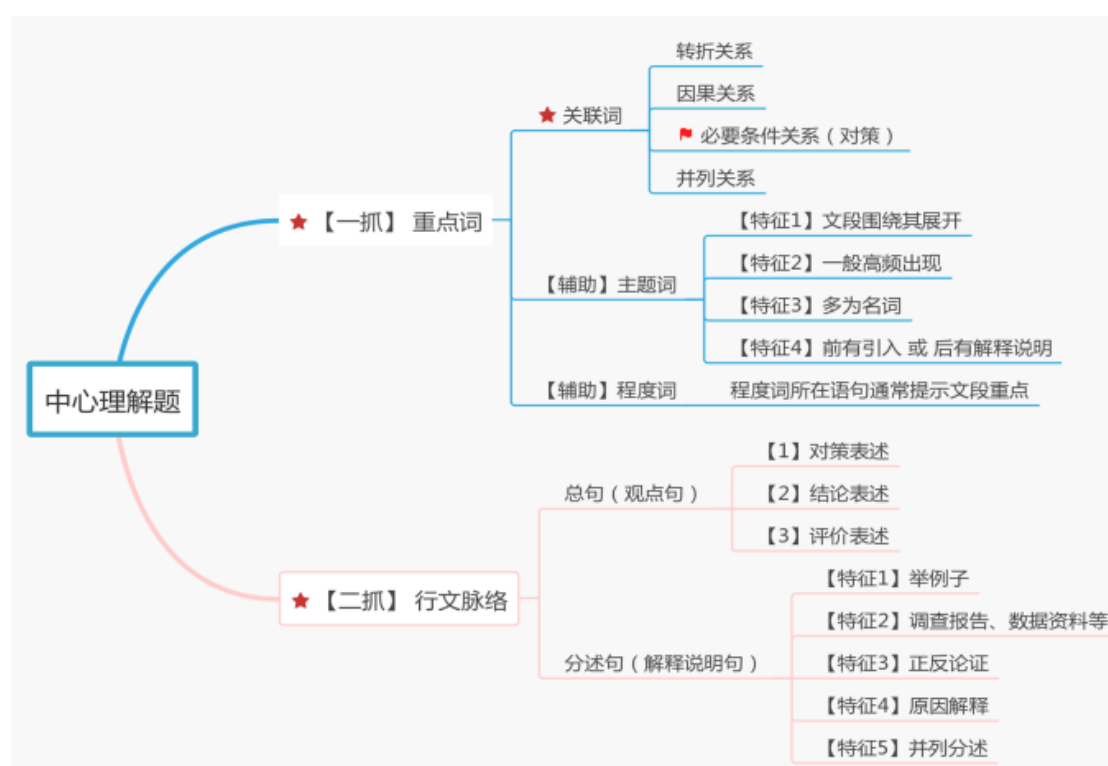 中心理解题
【一抓】 重点词
关联词
转折关系
因果关系
必要条件关系（对策）
并列关系
【辅助】主题词
【特征1】文段围绕其展开
【特征2】一般高频出现
【特征3】多为名词
【特征4】前有引入 或 后有解释说明
【辅助】程度词
程度词所在语句通常提示文段重点
【二抓】 行文脉络
总句（观点句）
【1】对策表述
【2】结论表述
【3】评价表述
分述句（解释说明句）
【特征1】举例子
【特征2】调查报告、数据资料等
【特征3】正反论证
【特征4】原因解释
【特征5】并列分述